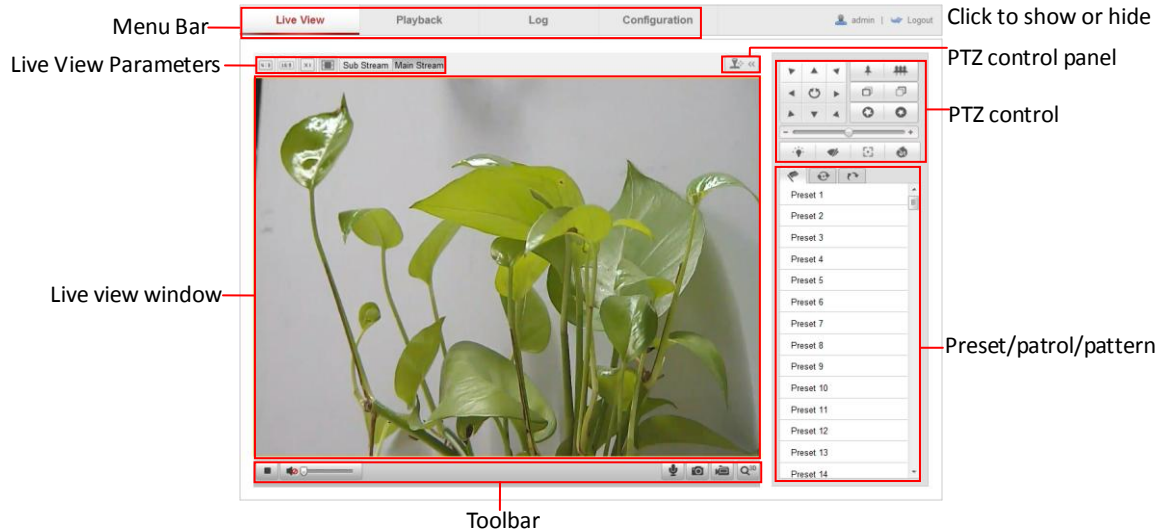 Menu Bar
Live View Playback Log Configuration
admin | Logout
Click to show or hide
PTZ control panel
Live View Parameters
Sub Stream Main Stream
PTZ control
Preset 1
Preset 2
Preset 3
Preset 4
Preset 5
Preset 6
Preset 7
Preset 8
Preset 9
Preset 10
Preset 11
Preset 12
Preset 13
Preset 14
Live view window
Preset/patrol/pattern
Toolbar